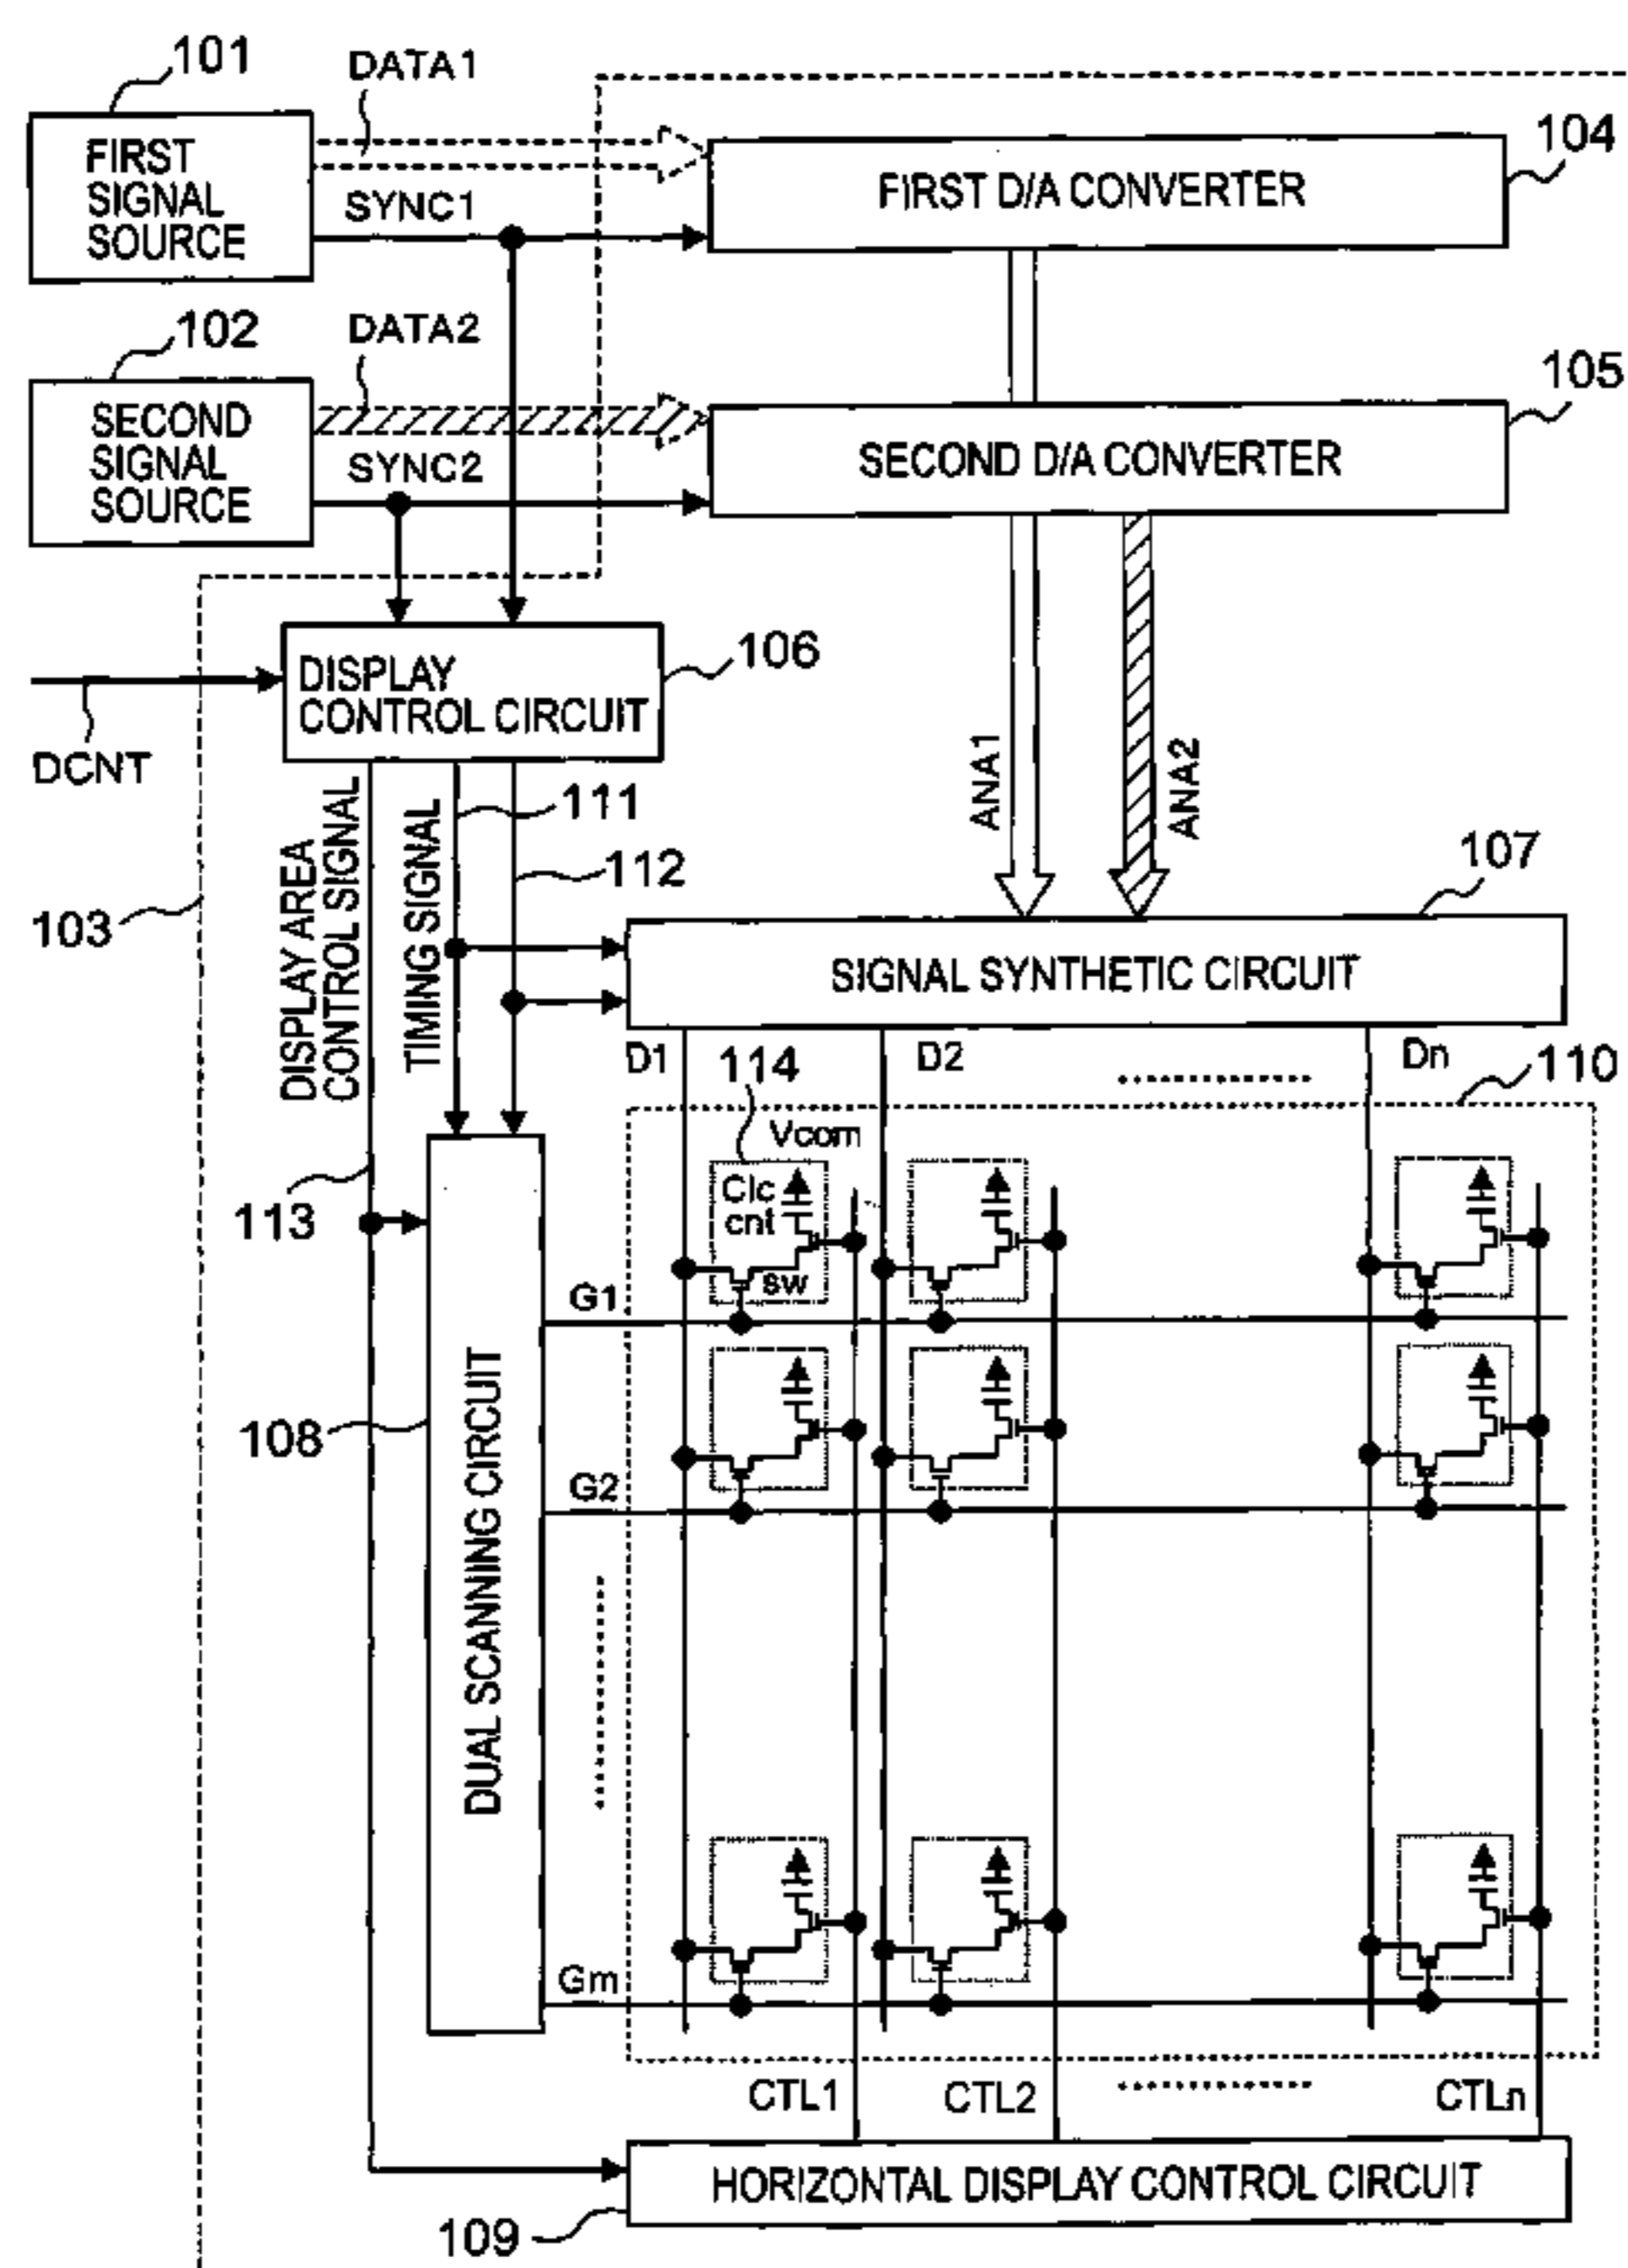 101
DATA1
FIRST
SIGNAL
SOURCE
SYNC1
FIRST D/A CONVERTER
104
102
DATA2
SECOND
SIGNAL
SOURCE
SYNC2
SECOND D/A CONVERTER
105
DISPLAY
CONTROL CIRCUIT
106
DCNT
ANA1
ANA2
103
DISPLAY AREA
CONTROL SIGNAL
TIMING SIGNAL
111
112
107
SIGNAL SYNTHETIC CIRCUIT
D1
D2
Dn
114
110
Vcom
Clc
cnt
sw
113
G1
108
DUAL SCANNING CIRCUIT
G2
Gm
CTL1
CTL2
CTLn
HORIZONTAL DISPLAY CONTROL CIRCUIT
109